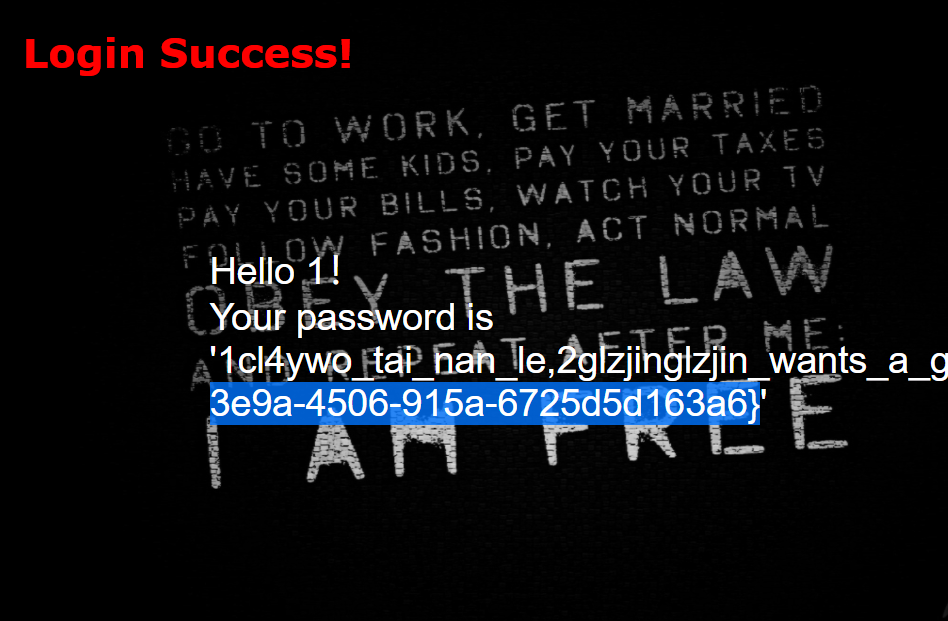 Login Success!
GO TO WORK, GET MARRIED
HAVE SOME KIDS, PAY YOUR TAXES
PAY YOUR BILLS, WATCH YOUR TV
FOLLOW FASHION, ACT NORMAL
OBEY THE LAW
AND REPEAT AFTER ME:
I AM FREE
Hello 1!
Your password is
'1cl4ywo_tai_nan_le,2glzjinglzjin_wants_a_g
3e9a-4506-915a-6725d5d163a6}'